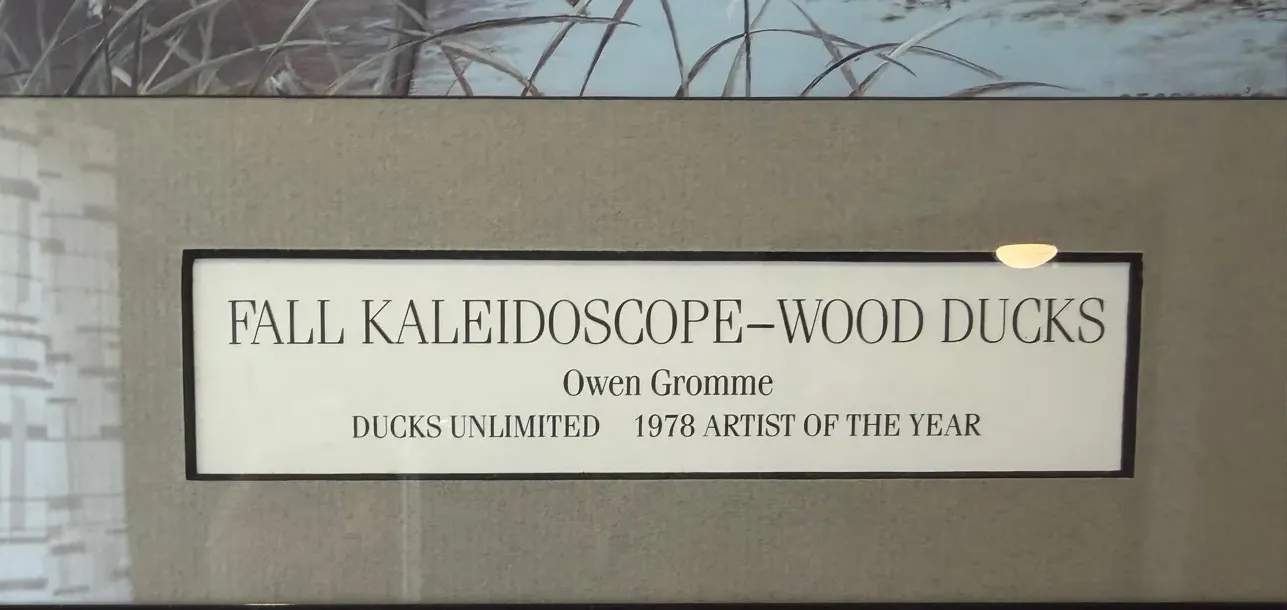 FALL KALEIDOSCOPE–WOOD DUCKS
Owen Gromme
DUCKS UNLIMITED 1978 ARTIST OF THE YEAR